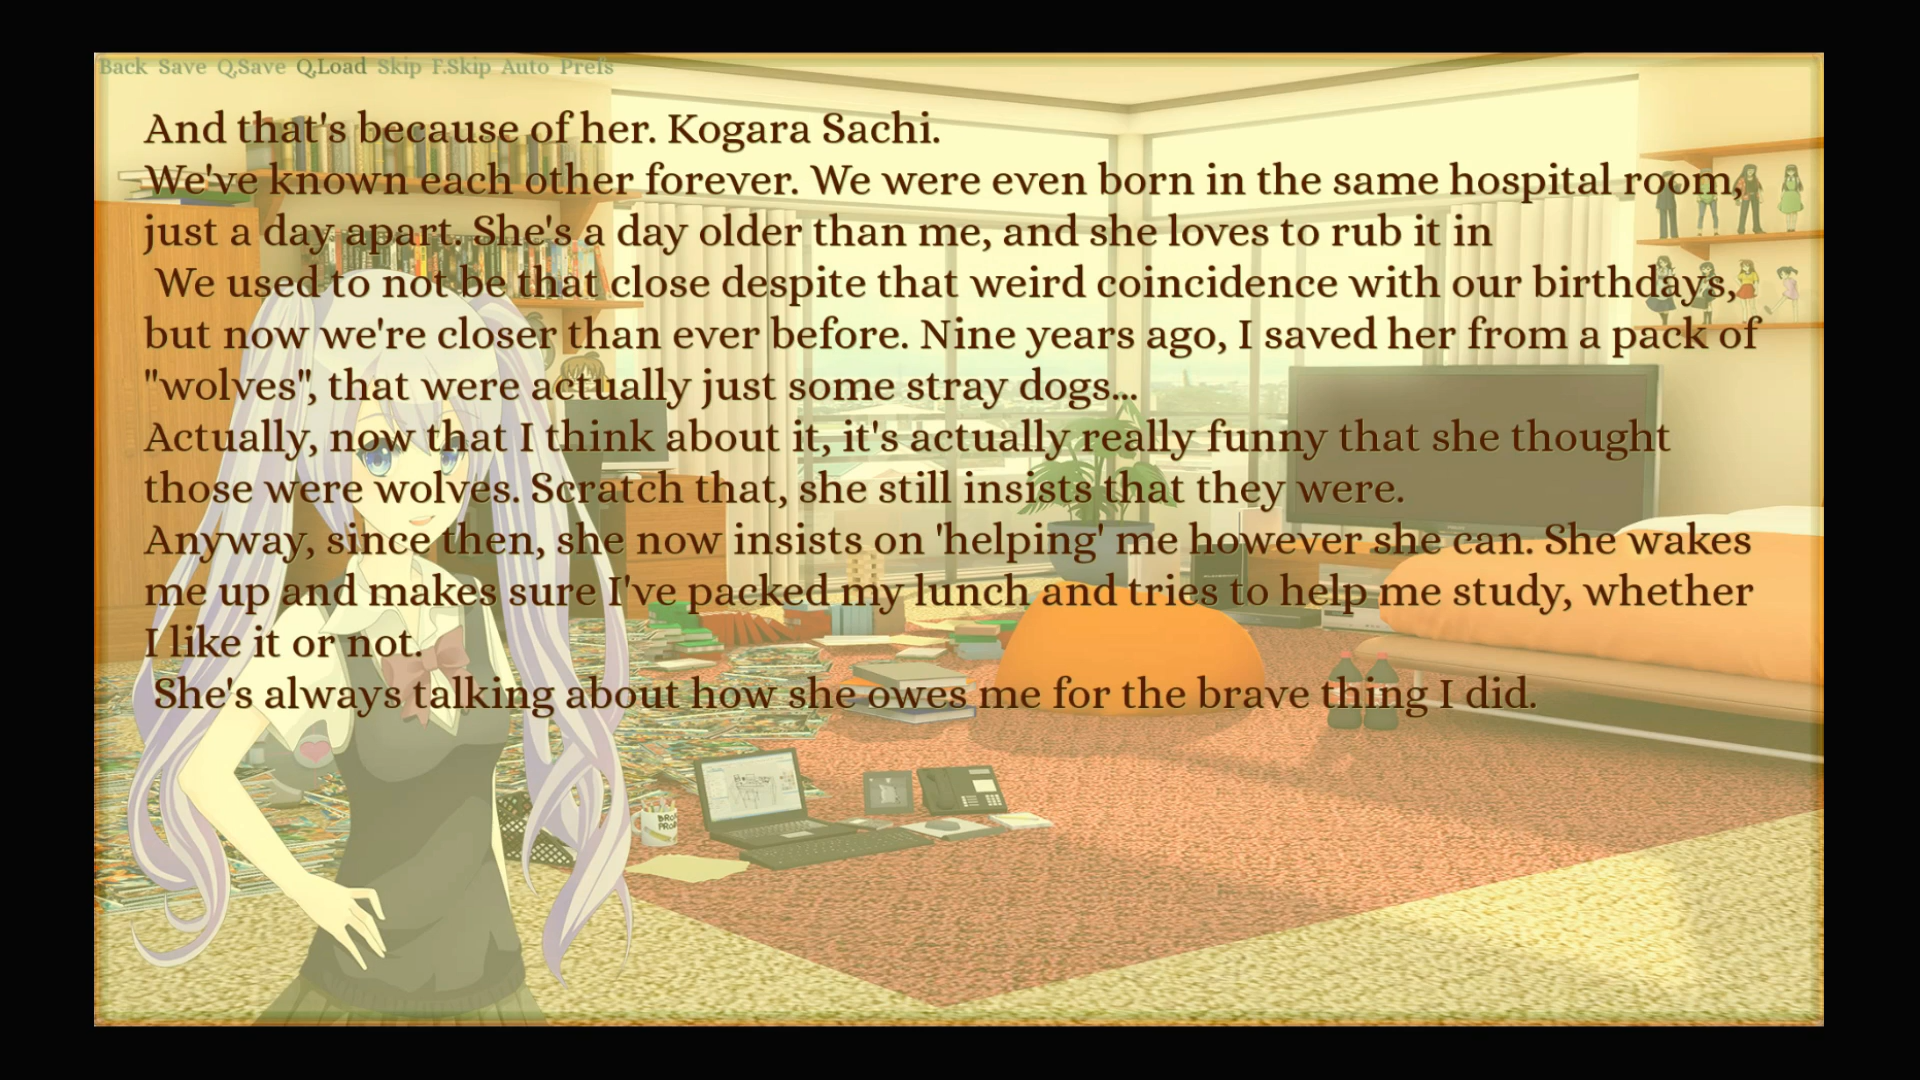 Back Save Q.Save Q.Load Skip F.Skip Auto Prefs
And that's because of her. Kogara Sachi.
We've known each other forever. We were even born in the same hospital room,
just a day apart. She's a day older than me, and she loves to rub it in
We used to not be that close despite that weird coincidence with our birthdays,
but now we're closer than ever before. Nine years ago, I saved her from a pack of
"wolves", that were actually just some stray dogs...
Actually, now that I think about it, it's actually really funny that she thought
those were wolves. Scratch that, she still insists that they were.
Anyway, since then, she now insists on 'helping' me however she can. She wakes
me up and makes sure I've packed my lunch and tries to help me study, whether
I like it or not.
She's always talking about how she owes me for the brave thing I did.